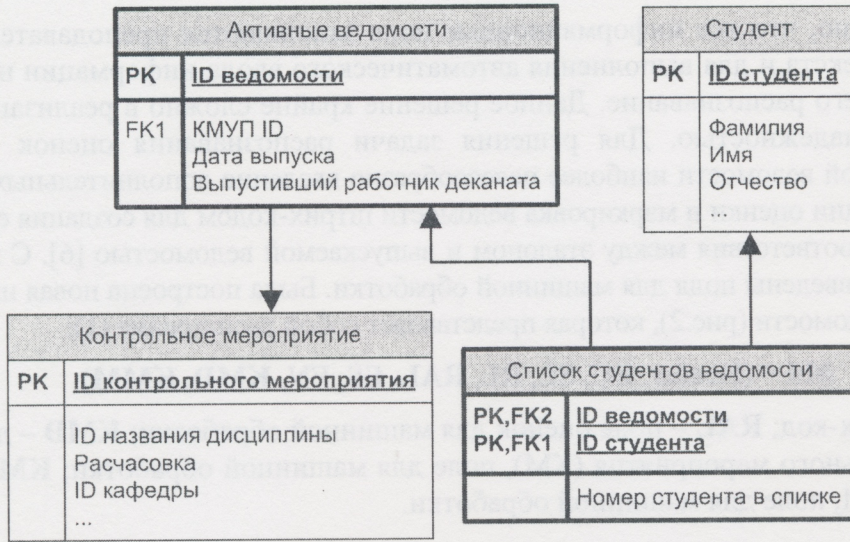 Активные ведомости
PK ID ведомости
FK1 КМУП ID
Дата выпуска
Выпустивший работник деканата
Студент
PK ID студента
Фамилия
Имя
Отчество
...
Контрольное мероприятие
PK ID контрольного мероприятия
ID названия дисциплины
Расчасовка
ID кафедры
...
Список студентов ведомости
PK,FK2 ID ведомости
PK,FK1 ID студента
Номер студента в списке